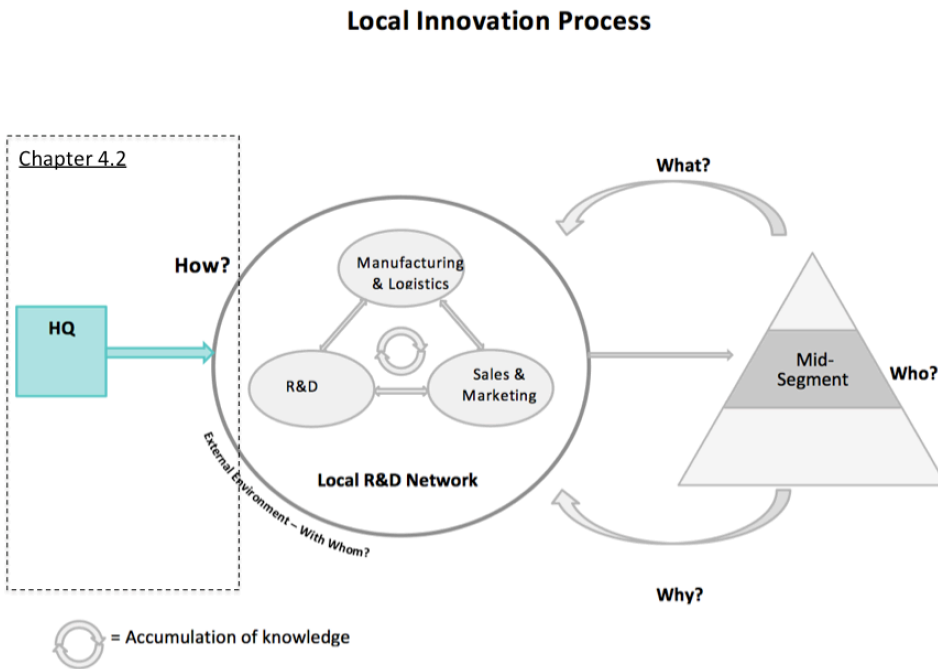 Local Innovation Process
Chapter 4.2
What?
How?
Manufacturing
& Logistics
HQ
Mid-
Segment
Who?
R&D
Sales &
Marketing
Local R&D Network
External Environment – With Whom?
Why?
= Accumulation of knowledge